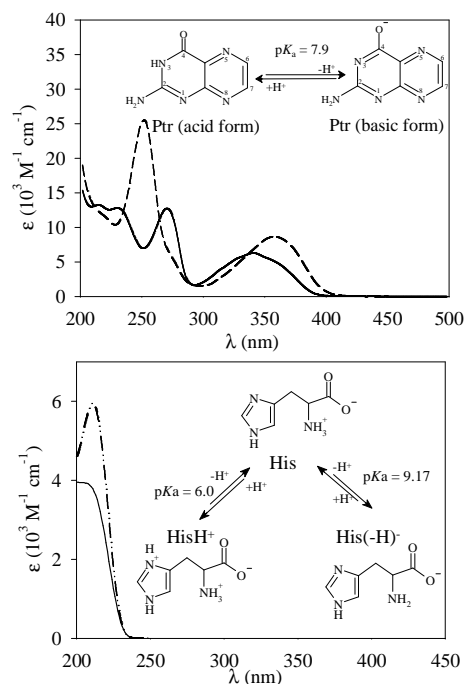 ε (10³ M⁻¹ cm⁻¹)
40
35
30
25
20
15
10
5
0
200 250 300 350 400 450 500
λ (nm)
O
4
HN 3
N 5
6
7
8 N
1 N
2
H₂N
Ptr (acid form)
pKa = 7.9
-H⁺
+H⁺
O⁻
4
N 3
N 5
6
7
8 N
1 N
2
H₂N
Ptr (basic form)
ε (10³ M⁻¹ cm⁻¹)
6
4
2
0
200 250 300 350 400 450 500
λ (nm)
N
N
H
O
O⁻
NH₃⁺
His
-H⁺
+H⁺
pKa = 6.0
-H⁺
+H⁺
pKa = 9.17
HisH⁺
His(-H)⁻
H
N⁺
N
H
O
O⁻
NH₃⁺
N
N
H
O
O⁻
NH₂